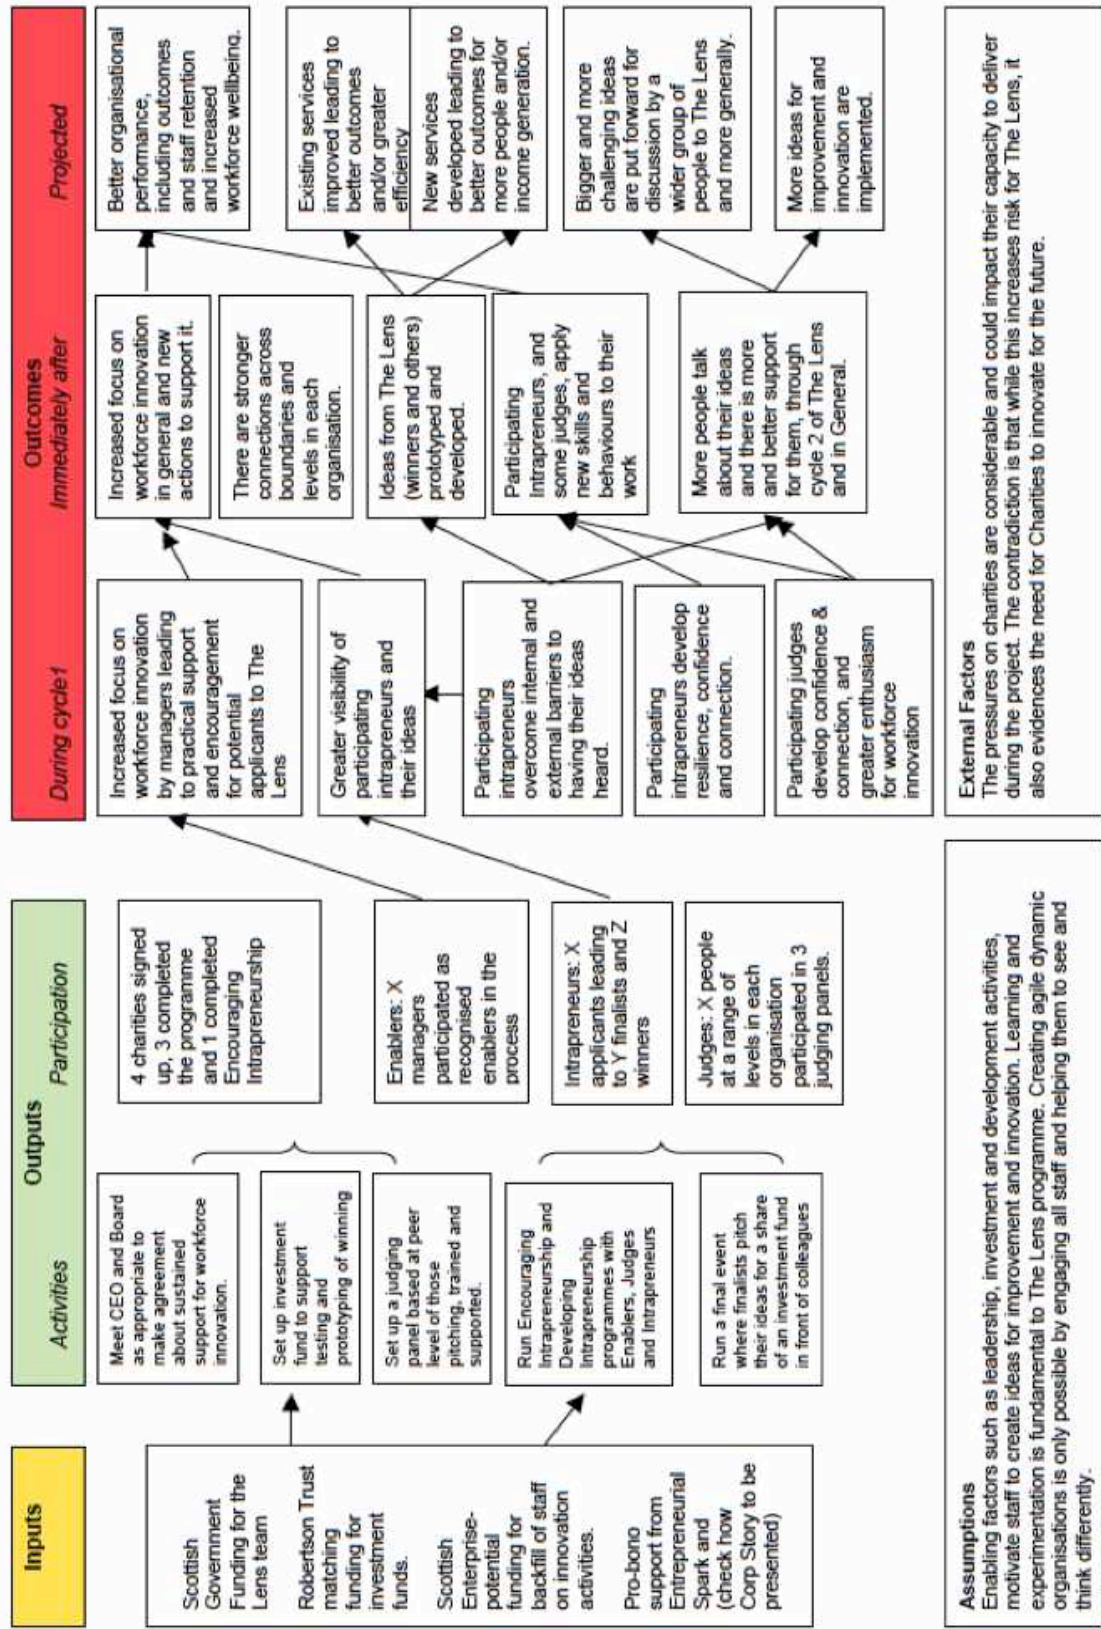 Inputs
Scottish
Government
Funding for the
Lens team
Robertson Trust
matching
funding for
investment
funds.
Scottish
Enterprise-
potential
funding for
backfill of staff
on innovation
activities.
Pro-bono
support from
Entrepreneurial
Spark and
(check how
Corp Story to be
presented)
Outputs
Activities
Participation
Meet CEO and Board
as appropriate to
make agreement
about sustained
support for workforce
innovation.
Set up investment
fund to support
testing and
prototyping of winning
Set up a judging
panel based at peer
level of those
pitching, trained and
supported.
Run Encouraging
Intrapreneurship and
Developing
Intrapreneurship
programmes with
Enablers, Judges
and Intrapreneurs
Run a final event
where finalists pitch
their ideas for a share
of an investment fund
in front of colleagues
4 charities signed
up, 3 completed
the programme
and 1 completed
Encouraging
Intrapreneurship
Enablers: X
managers
participated as
recognised
enablers in the
process
Intrapreneurs: X
applicants leading
to Y finalists and Z
winners
Judges: X people
at a range of
levels in each
organisation
participated in 3
judging panels.
Outcomes
During cycle1
Immediately after
Projected
Increased focus on
workforce innovation
by managers leading
to practical support
and encouragement
for potential
applicants to The
Lens
Greater visibility of
participating
intrapreneurs and
their ideas
Participating
intrapreneurs
overcome internal and
external barriers to
having their ideas
heard.
Participating
intrapreneurs develop
resilience, confidence
and connection.
Participating judges
develop confidence &
connection, and
greater enthusiasm
for workforce
innovation
Increased focus on
workforce innovation
in general and new
actions to support it.
There are stronger
connections across
boundaries and
levels in each
organisation.
Ideas from The Lens
(winners and others)
prototyped and
developed.
Participating
Intrapreneurs, and
some judges, apply
new skills and
behaviours to their
work
More people talk
about their ideas
and there is more
and better support
for them, through
cycle 2 of The Lens
and in General.
Better organisational
performance,
including outcomes
and staff retention
and increased
workforce wellbeing.
Existing services
improved leading to
better outcomes
and/or greater
efficiency
New services
developed leading to
better outcomes for
more people and/or
income generation.
Bigger and more
challenging ideas
are put forward for
discussion by a
wider group of
people to The Lens
and more generally.
More ideas for
improvement and
innovation are
implemented.
Assumptions
Enabling factors such as leadership, investment and development activities,
motivate staff to create ideas for improvement and innovation. Learning and
experimentation is fundamental to The Lens programme. Creating agile dynamic
organisations is only possible by engaging all staff and helping them to see and
think differently.
External Factors
The pressures on charities are considerable and could impact their capacity to deliver
during the project. The contradiction is that while this increases risk for The Lens, it
also evidences the need for Charities to innovate for the future.